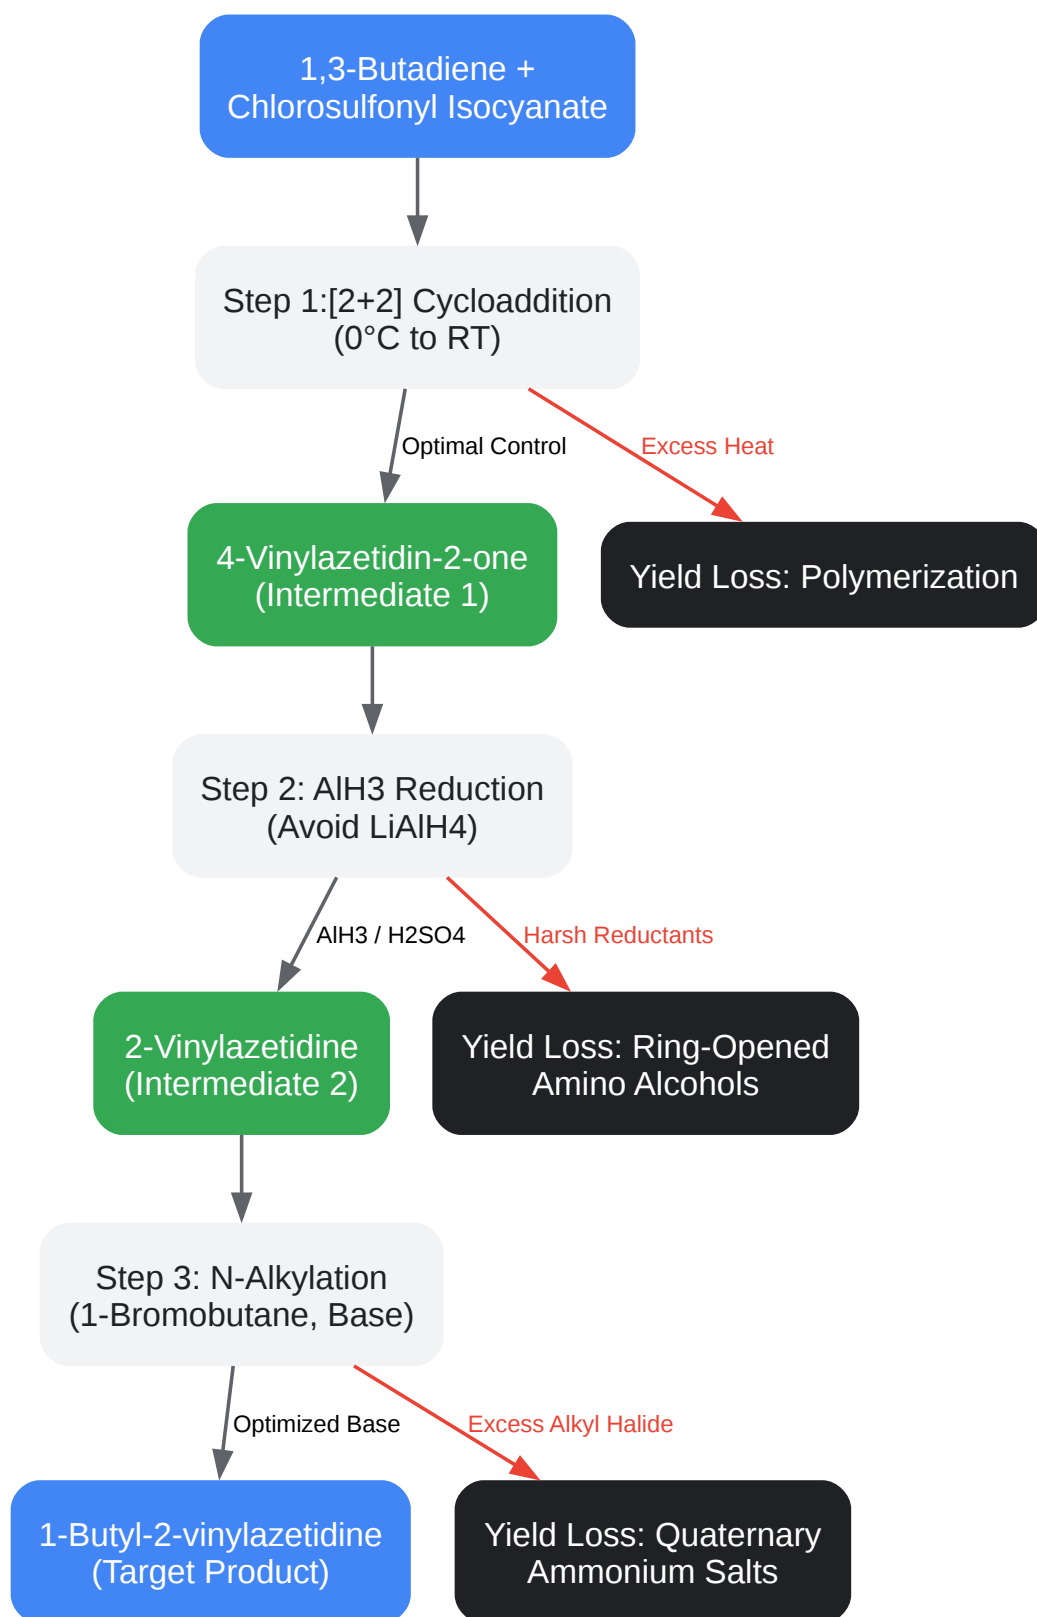 1,3-Butadiene +
Chlorosulfonyl Isocyanate
Step 1:[2+2] Cycloaddition
(0°C to RT)
Optimal Control
Excess Heat
4-Vinylazetidin-2-one
(Intermediate 1)
Yield Loss: Polymerization
Step 2: AlH3 Reduction
(Avoid LiAlH4)
AlH3 / H2SO4
Harsh Reductants
2-Vinylazetidine
(Intermediate 2)
Yield Loss: Ring-Opened
Amino Alcohols
Step 3: N-Alkylation
(1-Bromobutane, Base)
Optimized Base
Excess Alkyl Halide
1-Butyl-2-vinylazetidine
(Target Product)
Yield Loss: Quaternary
Ammonium Salts